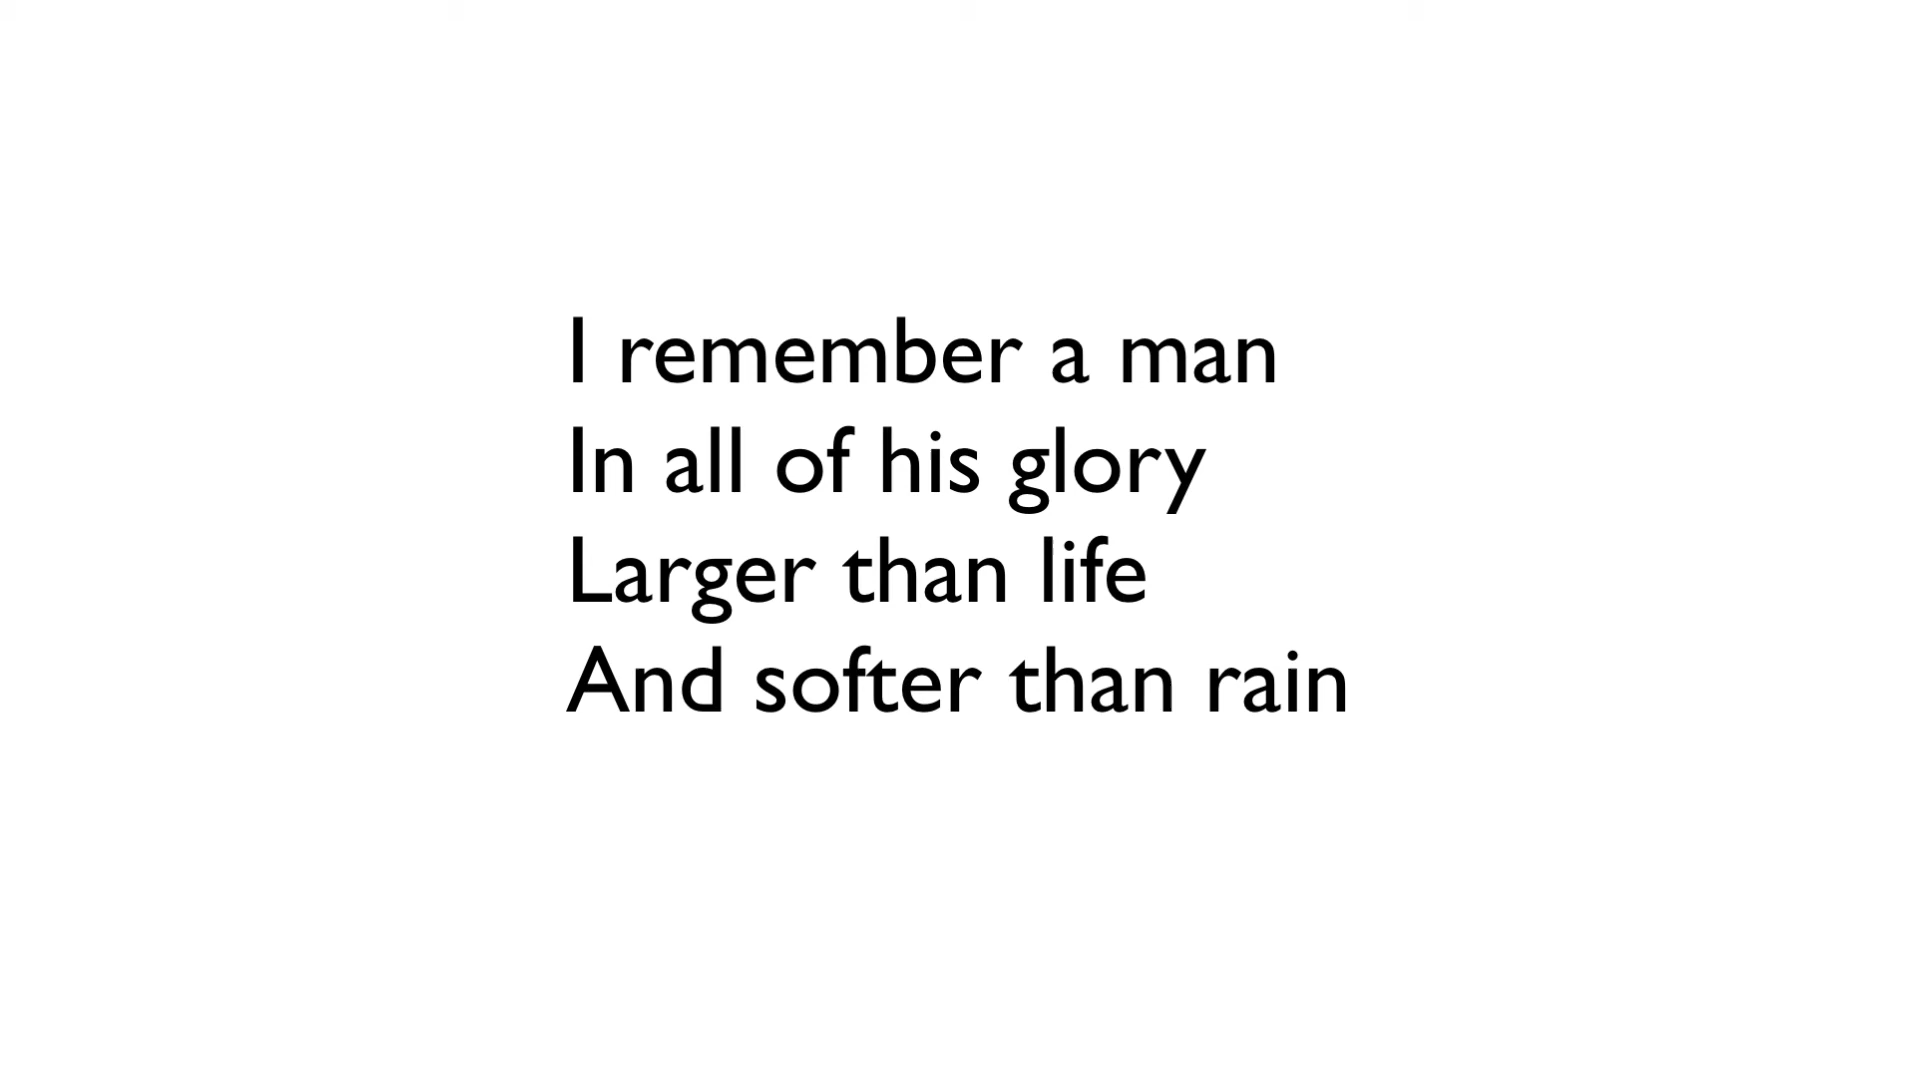 I remember a man
In all of his glory
Larger than life
And softer than rain